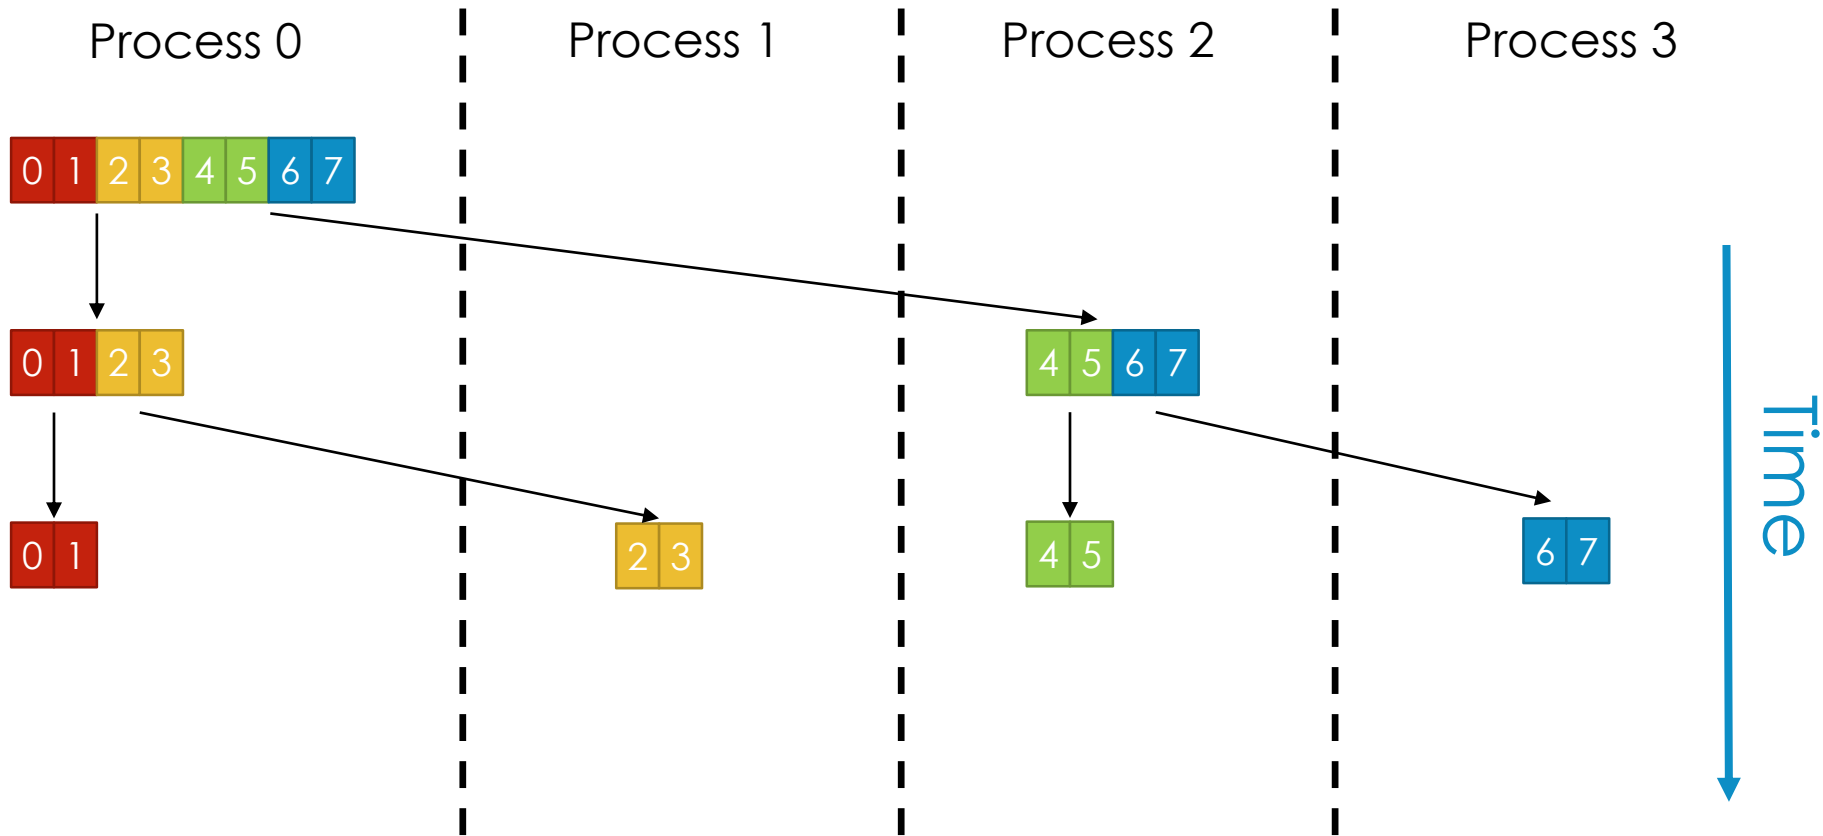 Process 0
Process 1
Process 2
Process 3
0 1 2 3 4 5 6 7
0 1 2 3
4 5 6 7
0 1
2 3
4 5
6 7
Time